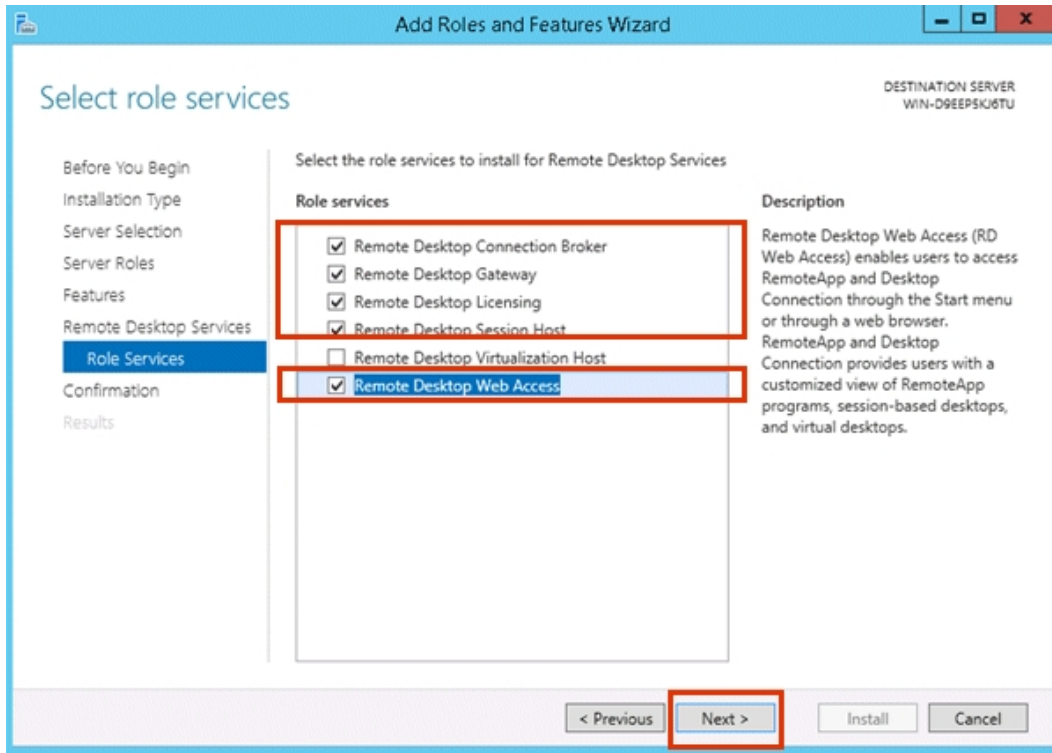 Add Roles and Features Wizard
Select role services
DESTINATION SERVER
WIN-D9EEP5KJ6TU
Before You Begin
Installation Type
Server Selection
Server Roles
Features
Remote Desktop Services
Role Services
Confirmation
Results
Select the role services to install for Remote Desktop Services
Role services
Remote Desktop Connection Broker
Remote Desktop Gateway
Remote Desktop Licensing
Remote Desktop Session Host
Remote Desktop Virtualization Host
Remote Desktop Web Access
Description
Remote Desktop Web Access (RD
Web Access) enables users to access
RemoteApp and Desktop
Connection through the Start menu
or through a web browser.
RemoteApp and Desktop
Connection provides users with a
customized view of RemoteApp
programs, session-based desktops,
and virtual desktops.
< Previous
Next >
Install
Cancel